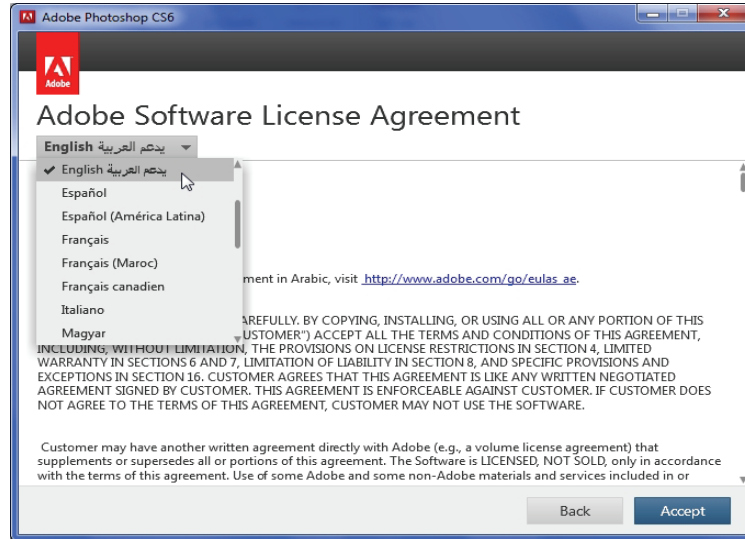 Adobe Photoshop CS6
Adobe
Adobe Software License Agreement
English يدعم العربية
English يدعم العربية
Español
Español (América Latina)
Français
Français (Maroc)
Français canadien
Italiano
Magyar
ment in Arabic, visit http://www.adobe.com/go/eulas_ae.
AREFULLY. BY COPYING, INSTALLING, OR USING ALL OR ANY PORTION OF THIS
USTOMER") ACCEPT ALL THE TERMS AND CONDITIONS OF THIS AGREEMENT,
INCLUDING, WITHOUT LIMITATION, THE PROVISIONS ON LICENSE RESTRICTIONS IN SECTION 4, LIMITED
WARRANTY IN SECTIONS 6 AND 7, LIMITATION OF LIABILITY IN SECTION 8, AND SPECIFIC PROVISIONS AND
EXCEPTIONS IN SECTION 16. CUSTOMER AGREES THAT THIS AGREEMENT IS LIKE ANY WRITTEN NEGOTIATED
AGREEMENT SIGNED BY CUSTOMER. THIS AGREEMENT IS ENFORCEABLE AGAINST CUSTOMER. IF CUSTOMER DOES
NOT AGREE TO THE TERMS OF THIS AGREEMENT, CUSTOMER MAY NOT USE THE SOFTWARE.
Customer may have another written agreement directly with Adobe (e.g., a volume license agreement) that
supplements or supersedes all or portions of this agreement. The Software is LICENSED, NOT SOLD, only in accordance
with the terms of this agreement. Use of some Adobe and some non-Adobe materials and services included in or
Back
Accept